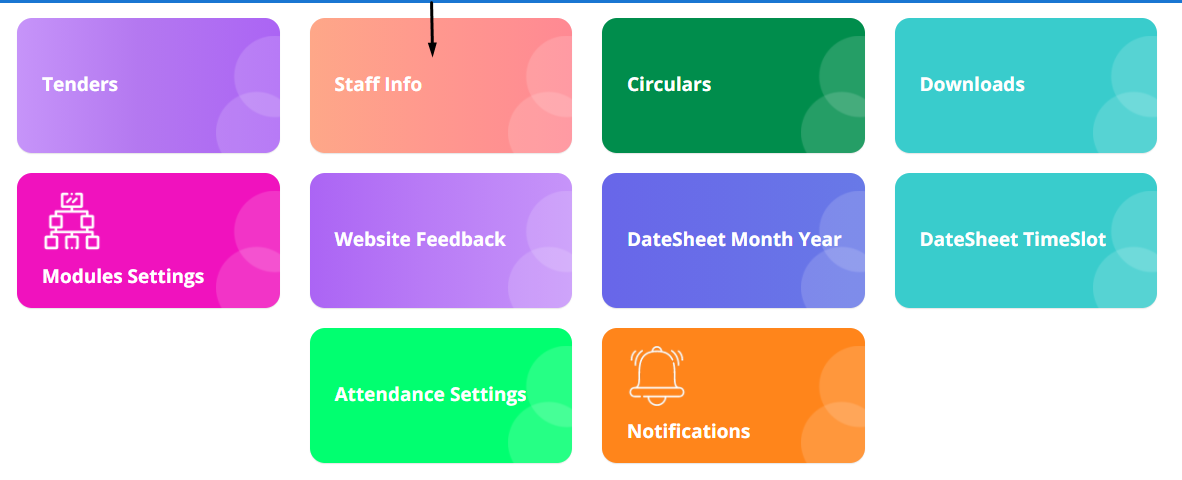 Tenders
Staff Info
Circulars
Downloads
Modules Settings
Website Feedback
DateSheet Month Year
DateSheet TimeSlot
Attendance Settings
Notifications